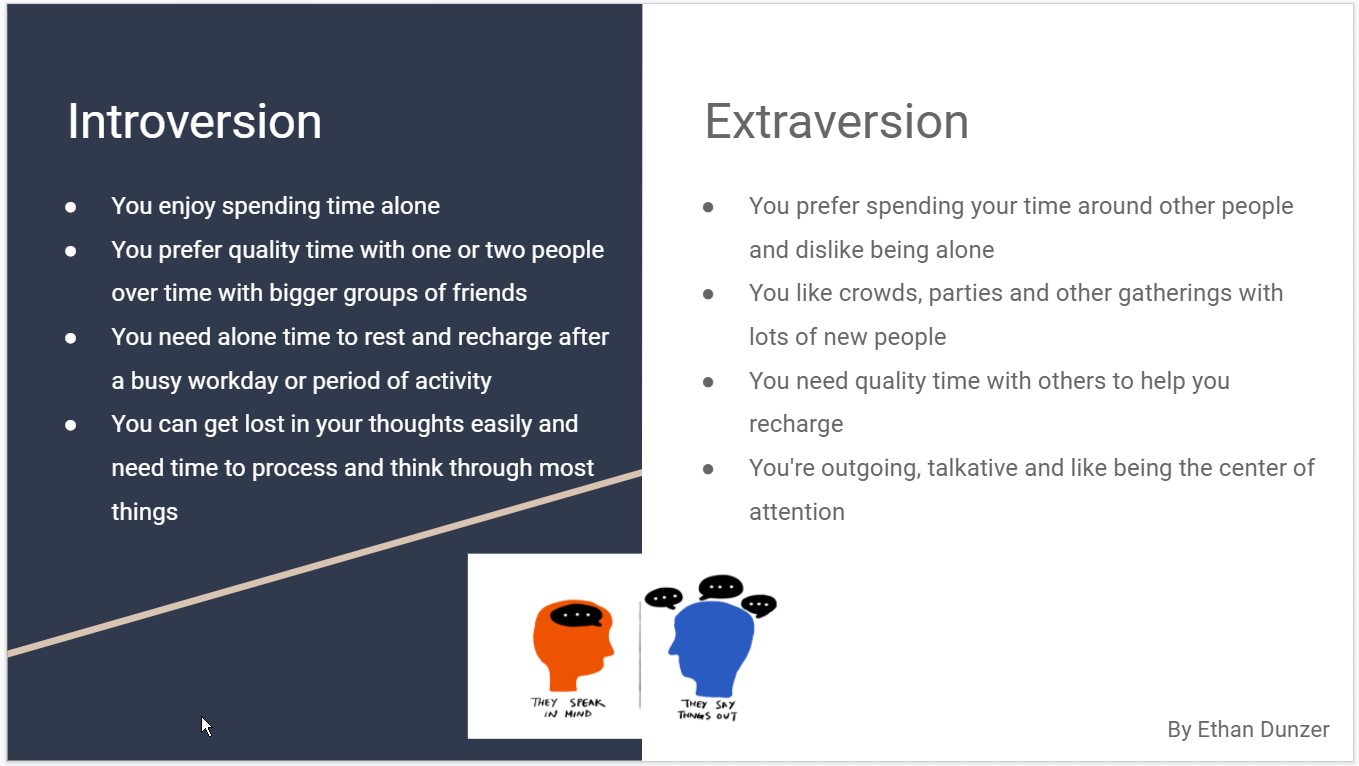 Introversion
● You enjoy spending time alone
● You prefer quality time with one or two people
over time with bigger groups of friends
● You need alone time to rest and recharge after
a busy workday or period of activity
● You can get lost in your thoughts easily and
need time to process and think through most
things
Extraversion
● You prefer spending your time around other people
and dislike being alone
● You like crowds, parties and other gatherings with
lots of new people
● You need quality time with others to help you
recharge
● You're outgoing, talkative and like being the center of
attention
THEY SPEAK
IN MIND
THEY SAY
THINGS OUT
By Ethan Dunzer